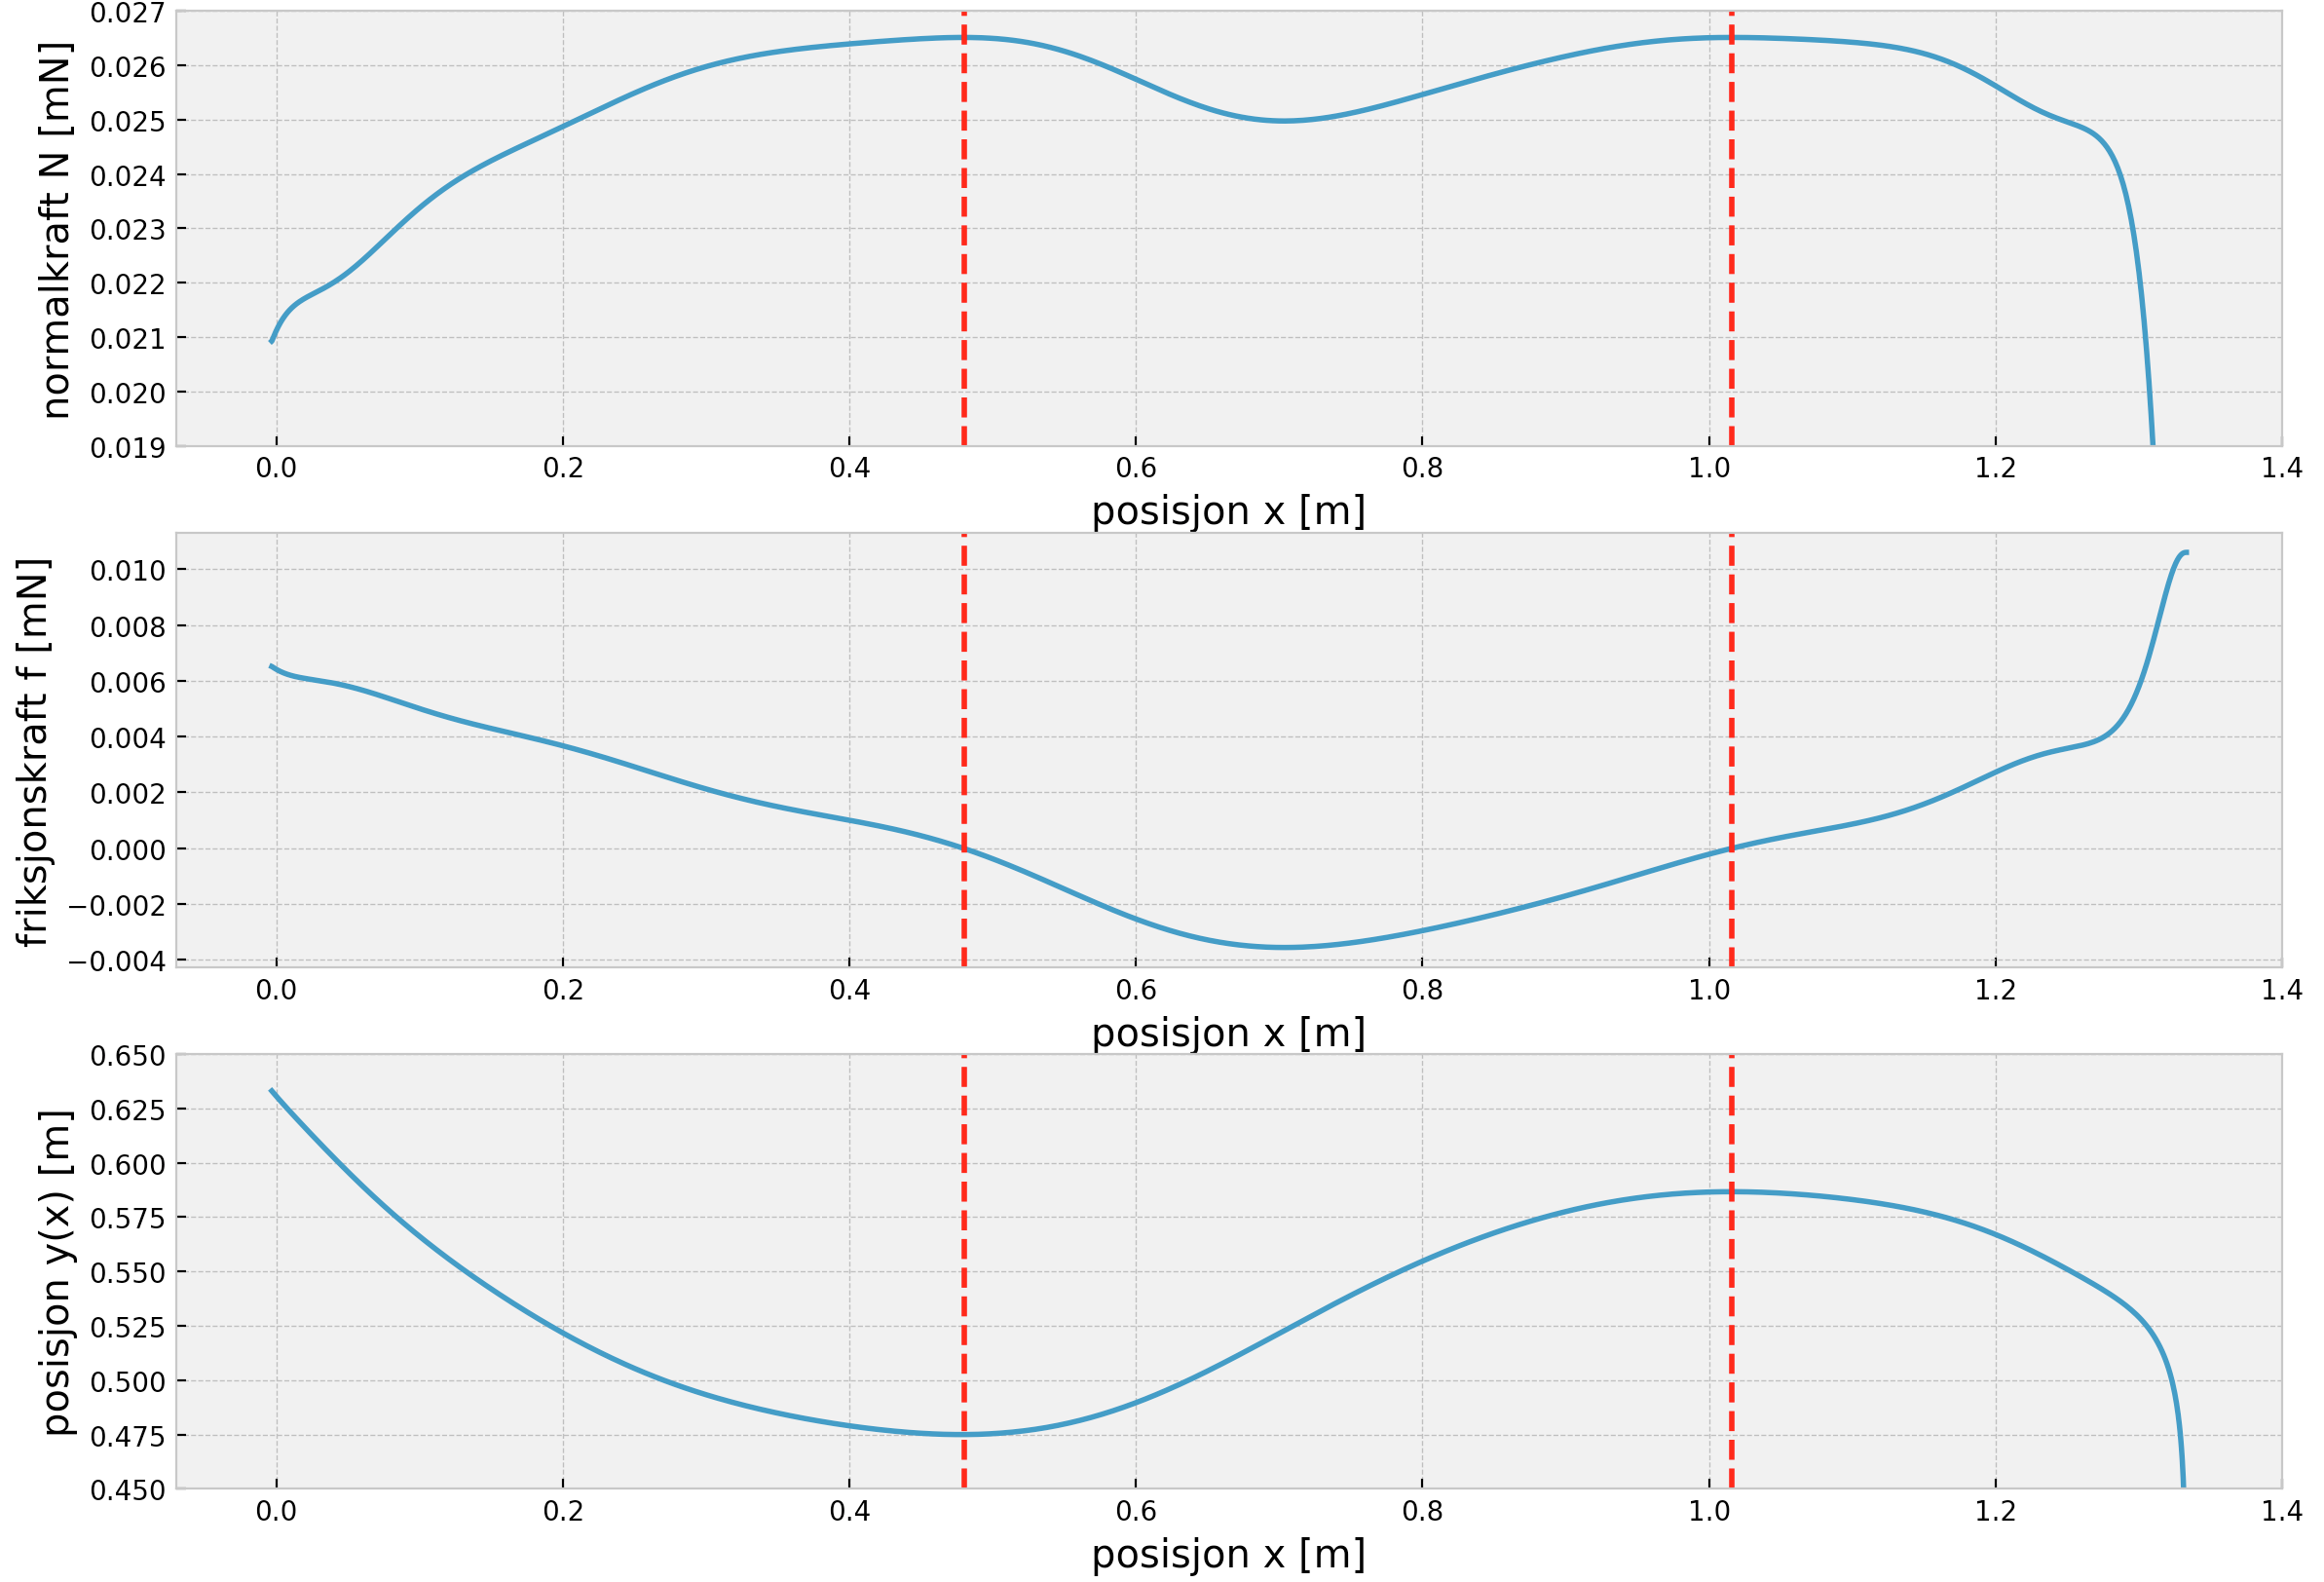 normalkraft N [mN]
0.027
0.026
0.025
0.024
0.023
0.022
0.021
0.020
0.019
0.0 0.2 0.4 0.6 0.8 1.0 1.2 1.4
posisjon x [m]
friksjonskraft f [mN]
0.010
0.008
0.006
0.004
0.002
0.000
−0.002
−0.004
0.0 0.2 0.4 0.6 0.8 1.0 1.2 1.4
posisjon x [m]
posisjon y(x) [m]
0.650
0.625
0.600
0.575
0.550
0.525
0.500
0.475
0.450
0.0 0.2 0.4 0.6 0.8 1.0 1.2 1.4
posisjon x [m]